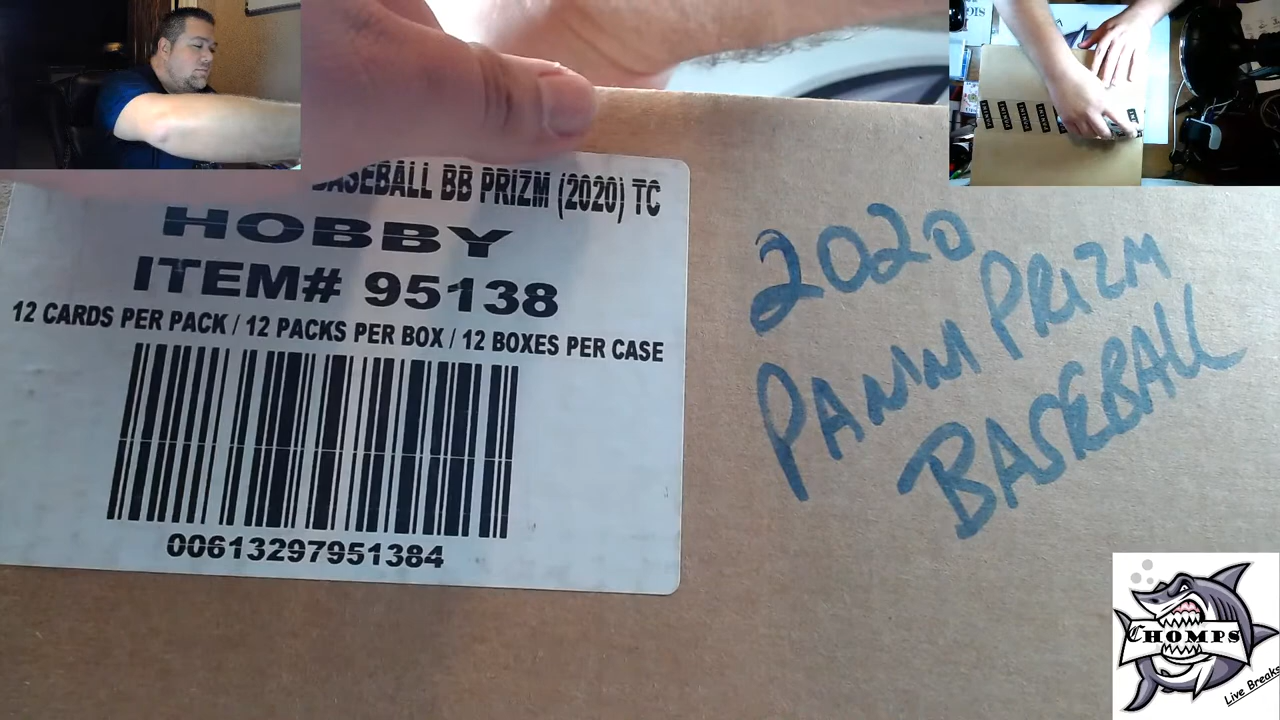 BASEBALL BB PRIZM (2020) TC
HOBBY
ITEM# 95138
12 CARDS PER PACK / 12 PACKS PER BOX / 12 BOXES PER CASE
00613297951384
2020
PANINI PRIZM
BASEBALL
CHOMPS
Live Breaks